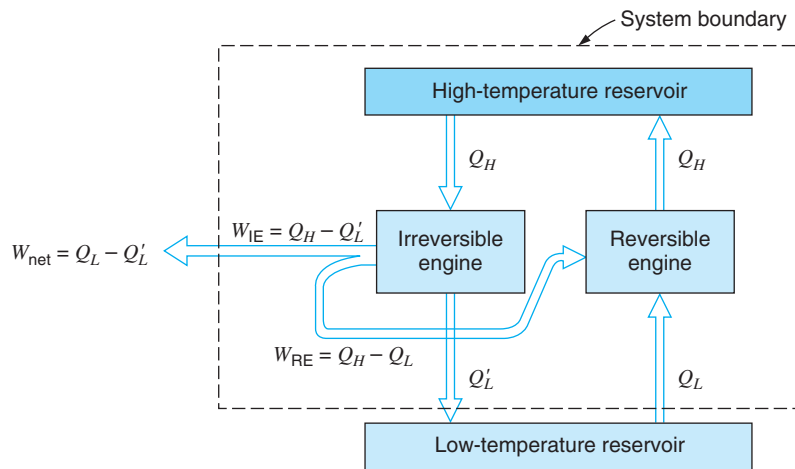 System boundary
High-temperature reservoir
Q_H
Q_H
W_IE = Q_H − Q′_L
W_net = Q_L − Q′_L
Irreversible
engine
Reversible
engine
W_RE = Q_H − Q_L
Q′_L
Q_L
Low-temperature reservoir